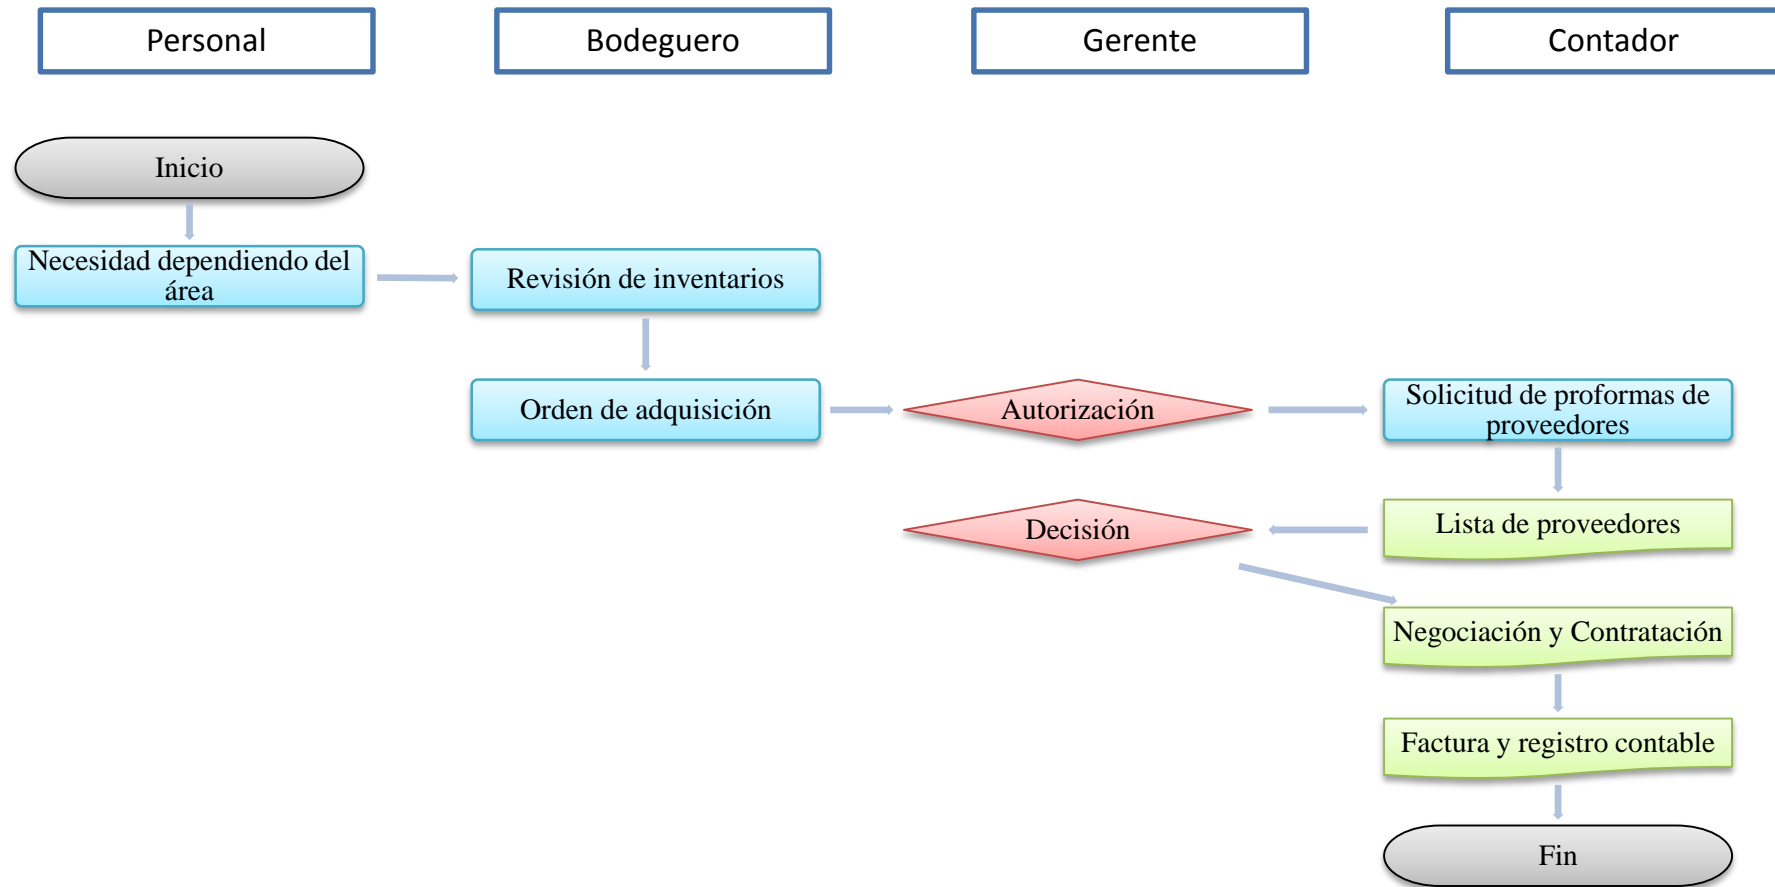 Personal
Bodeguero
Gerente
Contador
Inicio
Necesidad dependiendo del
área
Revisión de inventarios
Orden de adquisición
Autorización
Solicitud de proformas de
proveedores
Decisión
Lista de proveedores
Negociación y Contratación
Factura y registro contable
Fin